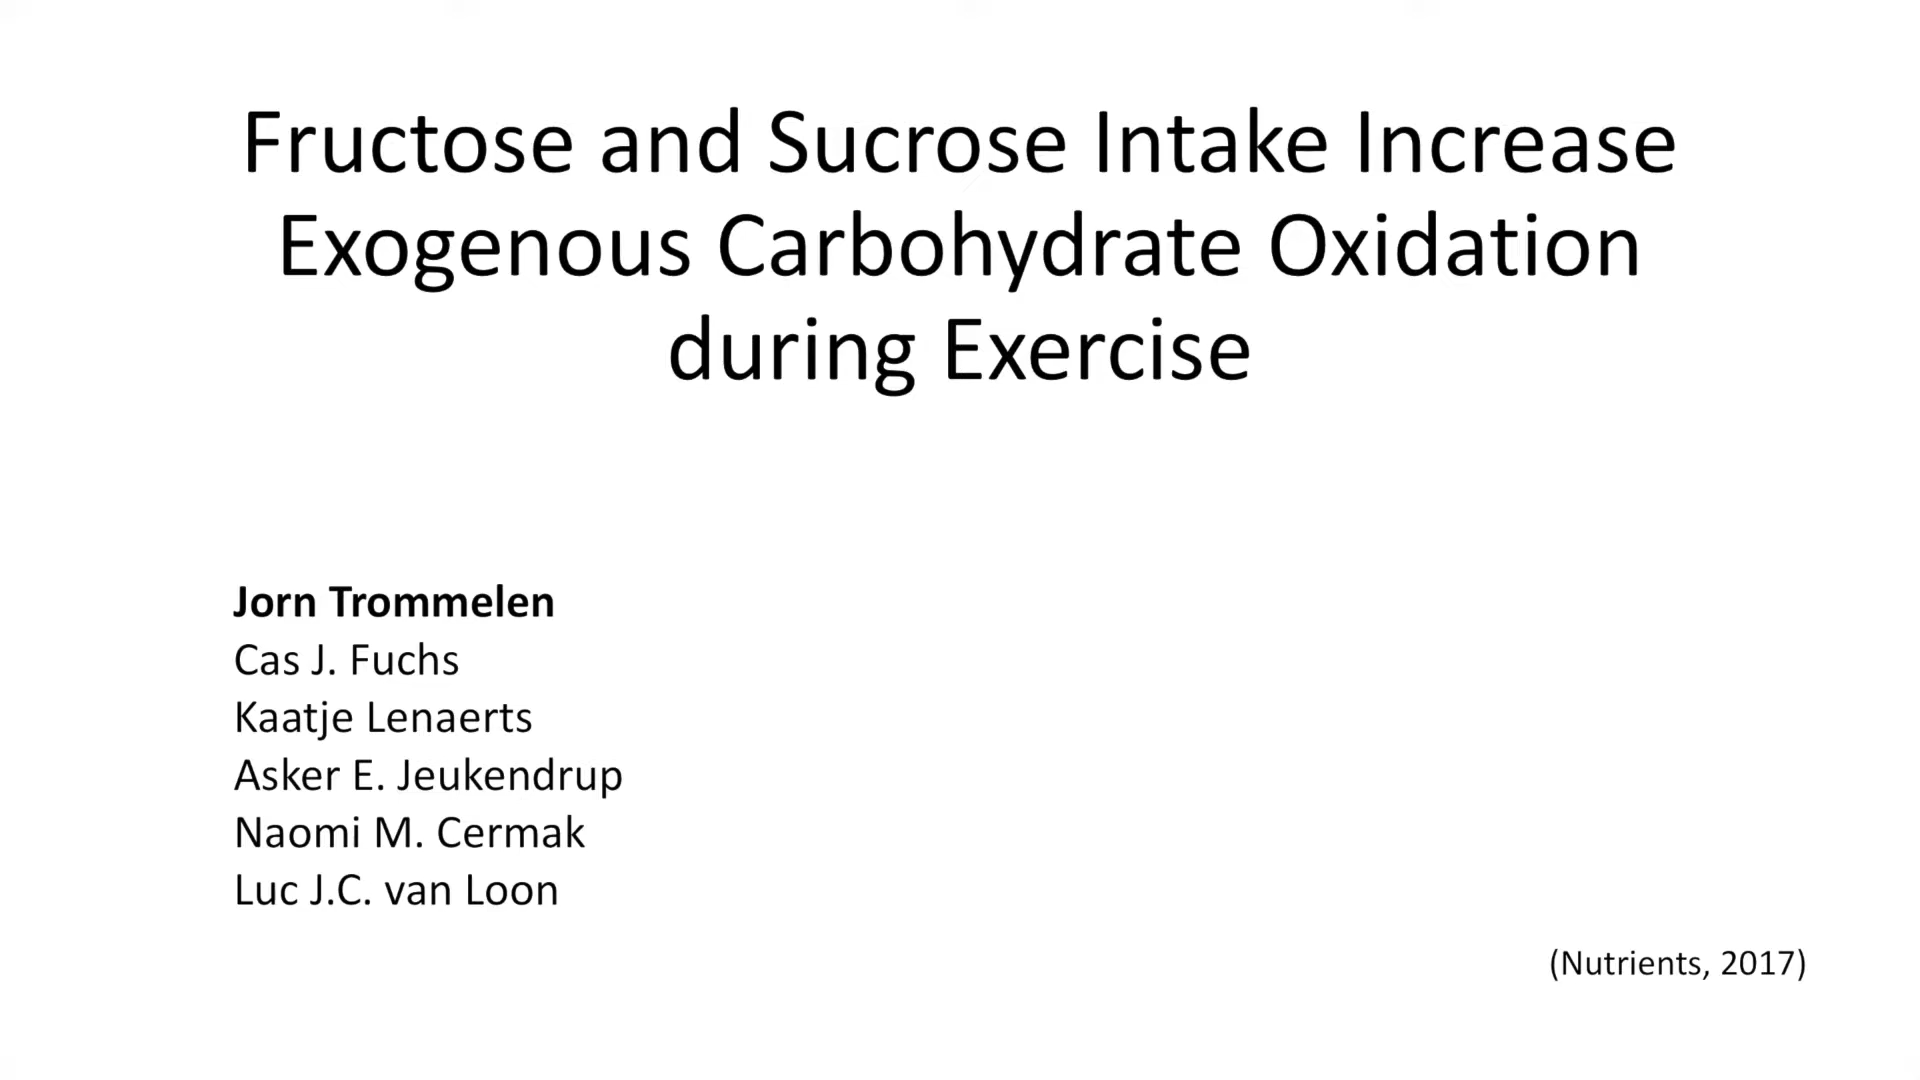 Fructose and Sucrose Intake Increase
Exogenous Carbohydrate Oxidation
during Exercise
Jorn Trommelen
Cas J. Fuchs
Kaatje Lenaerts
Asker E. Jeukendrup
Naomi M. Cermak
Luc J.C. van Loon
(Nutrients, 2017)